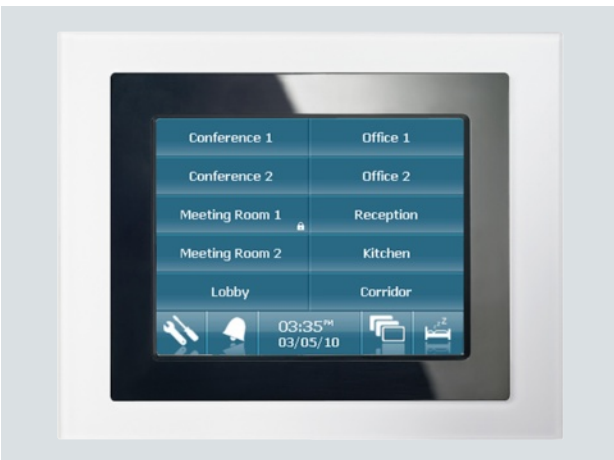 Conference 1
Office 1
Conference 2
Office 2
Meeting Room 1
Reception
Meeting Room 2
Kitchen
Lobby
Corridor
03:35PM
03/05/10
zZ